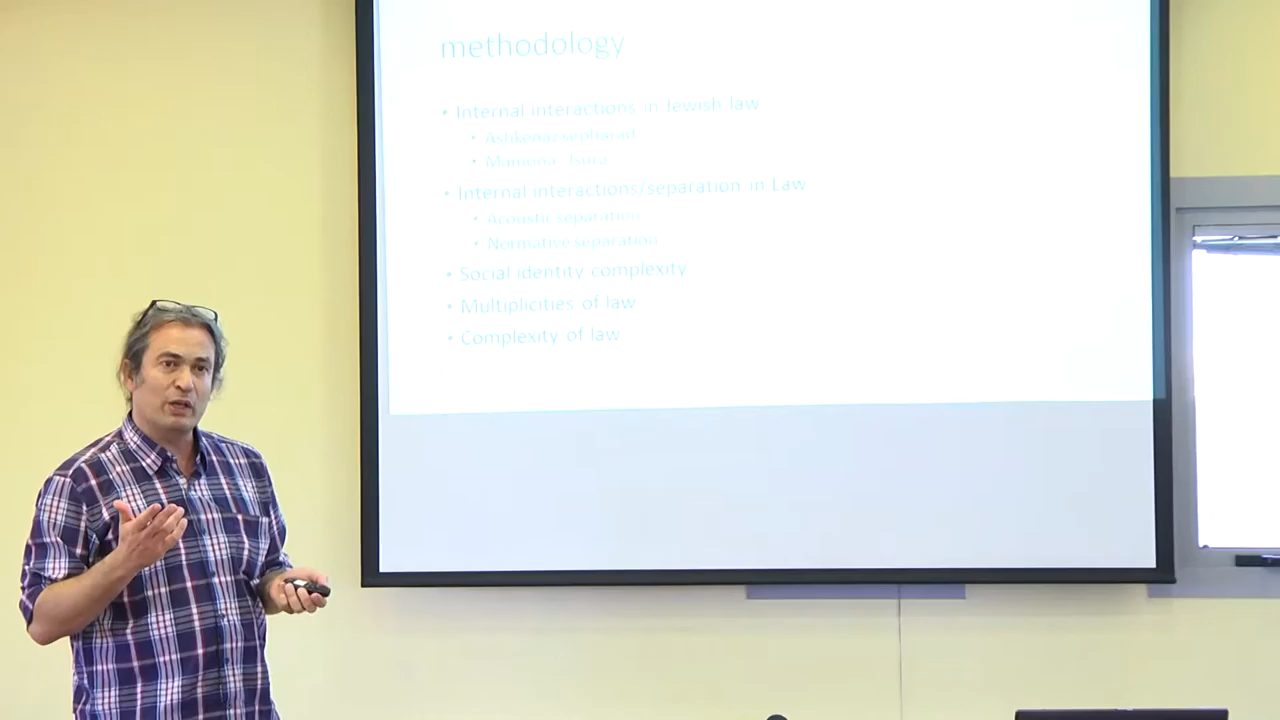 methodology
• Internal interactions in Jewish law
• Ashkenaz sepharad
• Mamona / Isura
• Internal interactions/separation in Law
• Acoustic separation
• Normative separation
• Social identity complexity
• Multiplicities of law
• Complexity of law